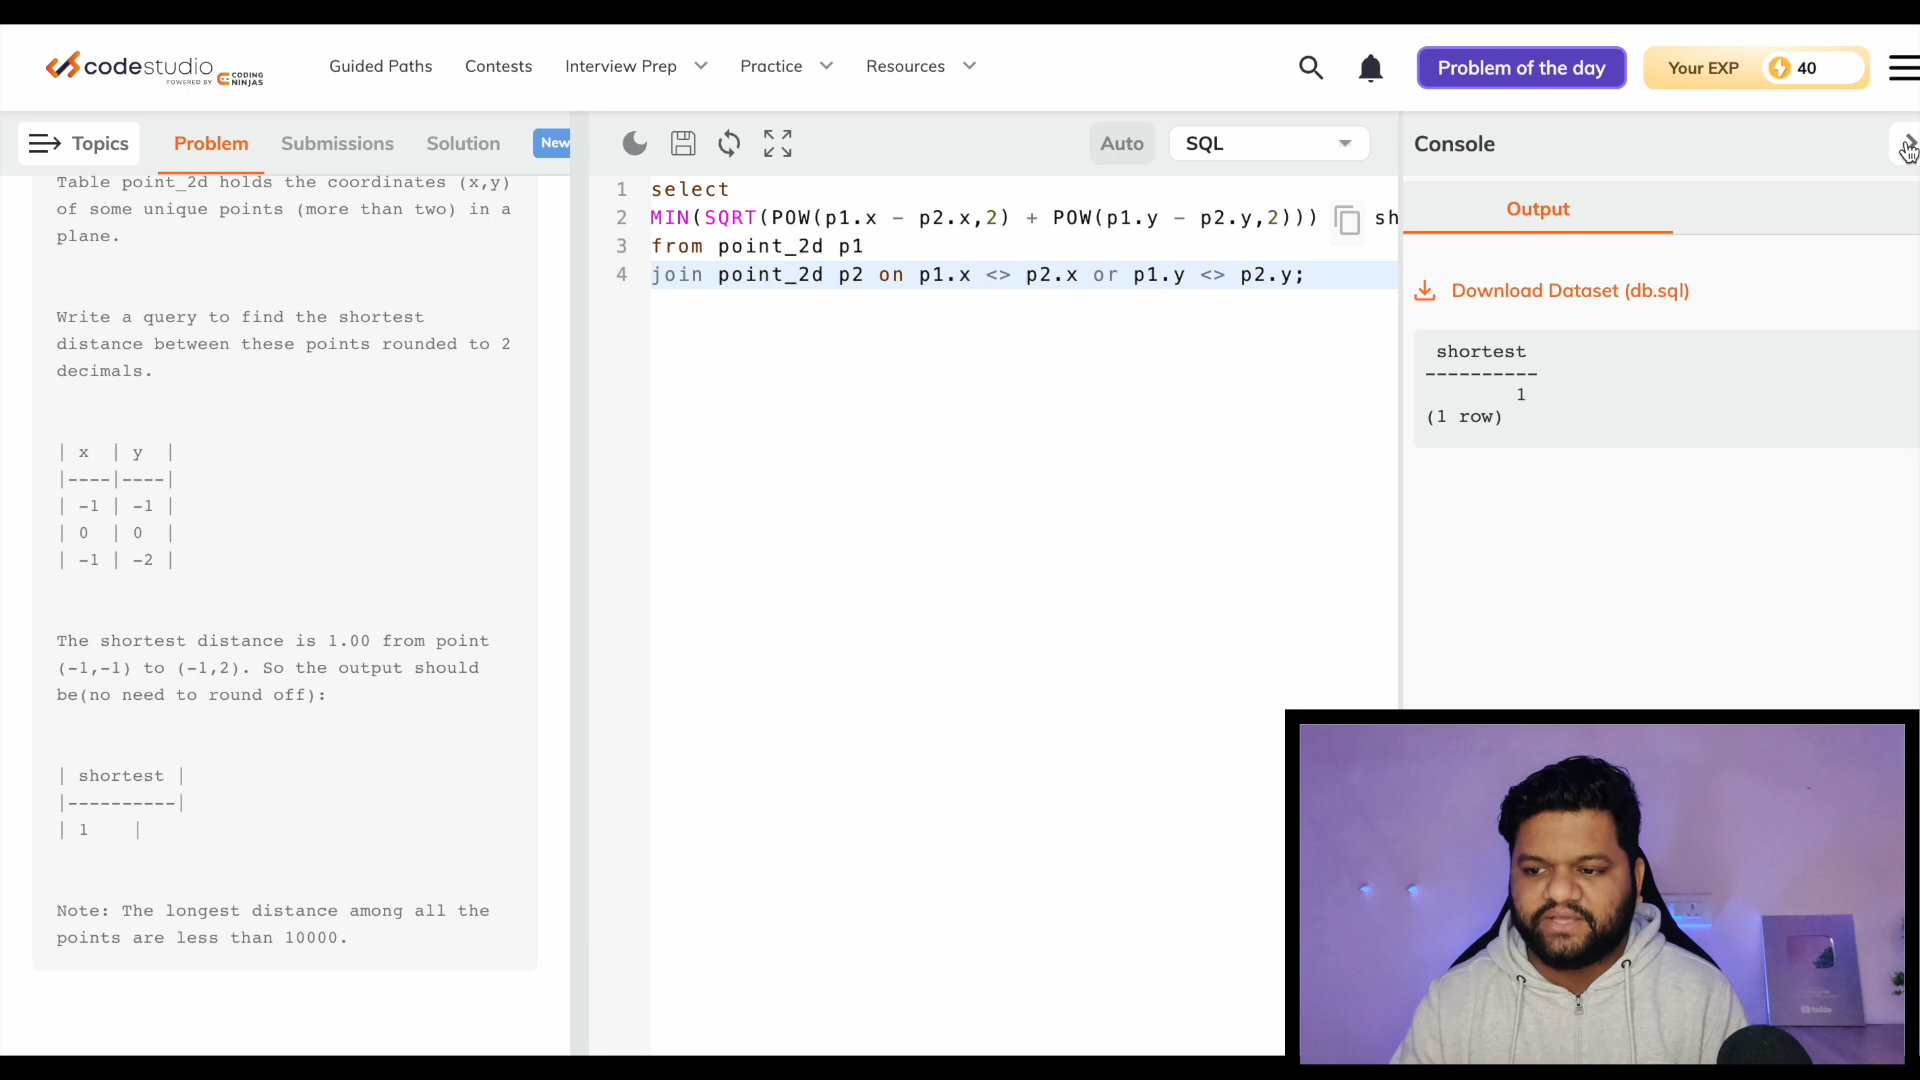 codestudio
POWERED BY CODING NINJAS
Guided Paths
Contests
Interview Prep
Practice
Resources
Problem of the day
Your EXP
40
Topics
Problem
Submissions
Solution
New
Table point_2d holds the coordinates (x,y)
of some unique points (more than two) in a
plane.
Write a query to find the shortest
distance between these points rounded to 2
decimals.
| x | y |
|----|----|
| -1 | -1 |
| 0 | 0 |
| -1 | -2 |
The shortest distance is 1.00 from point
(-1,-1) to (-1,2). So the output should
be(no need to round off):
| shortest |
|----------|
| 1 |
Note: The longest distance among all the
points are less than 10000.
Auto
SQL
1 select
2 MIN(SQRT(POW(p1.x - p2.x,2) + POW(p1.y - p2.y,2))) sh
3 from point_2d p1
4 join point_2d p2 on p1.x <> p2.x or p1.y <> p2.y;
Console
Output
Download Dataset (db.sql)
shortest
----------
1
(1 row)